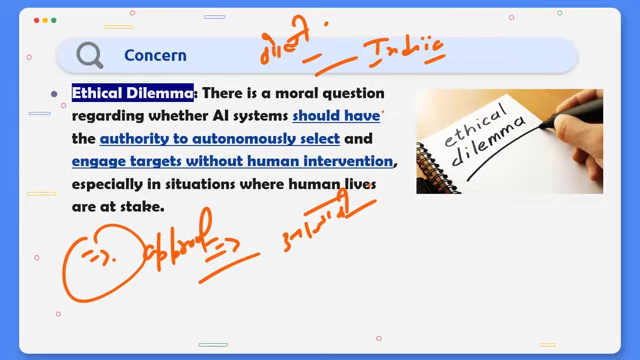 Concern
Ethical Dilemma: There is a moral question
regarding whether AI systems should have
the authority to autonomously select and
engage targets without human intervention,
especially in situations where human lives
are at stake.
ethical
dilemma